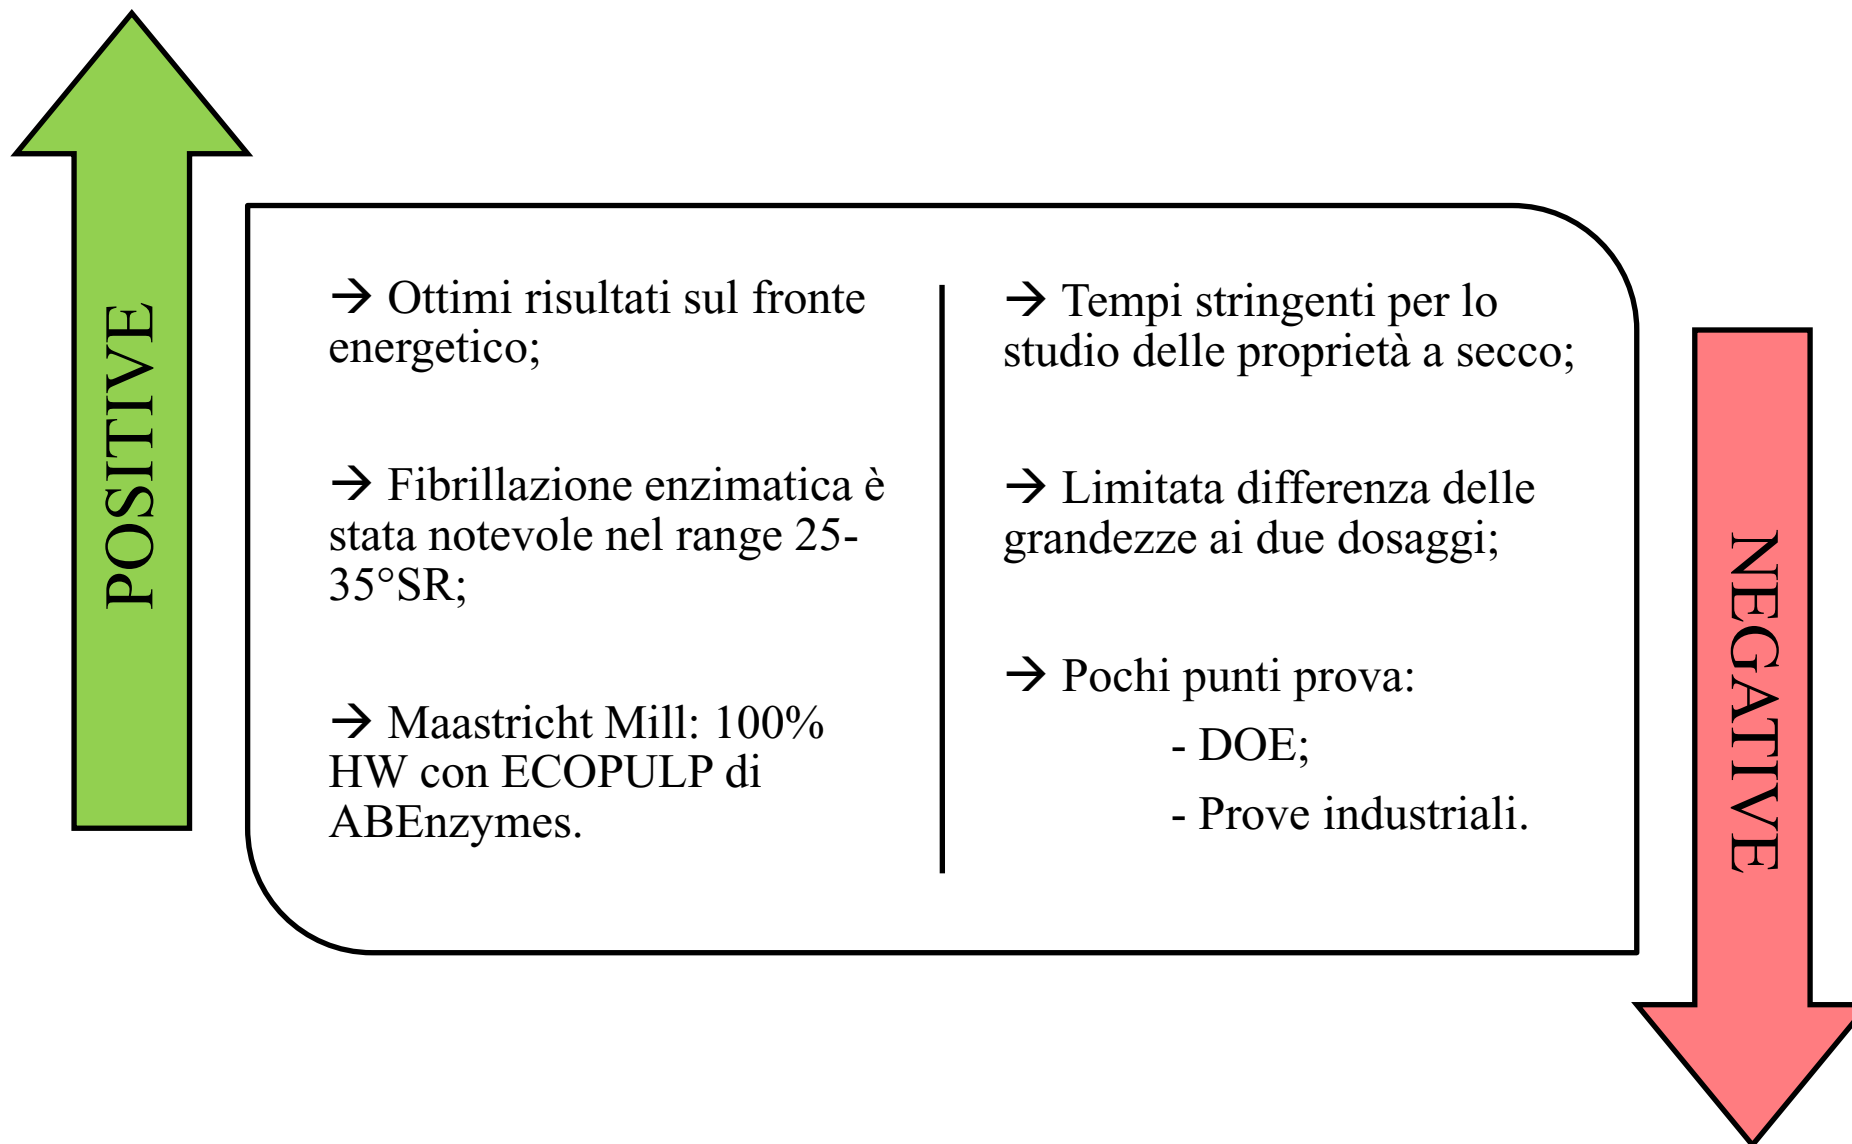 POSITIVE
→ Ottimi risultati sul fronte
energetico;
→ Fibrillazione enzimatica è
stata notevole nel range 25-
35°SR;
→ Maastricht Mill: 100%
HW con ECOPULP di
ABEnzymes.
→ Tempi stringenti per lo
studio delle proprietà a secco;
→ Limitata differenza delle
grandezze ai due dosaggi;
→ Pochi punti prova:
- DOE;
- Prove industriali.
NEGATIVE